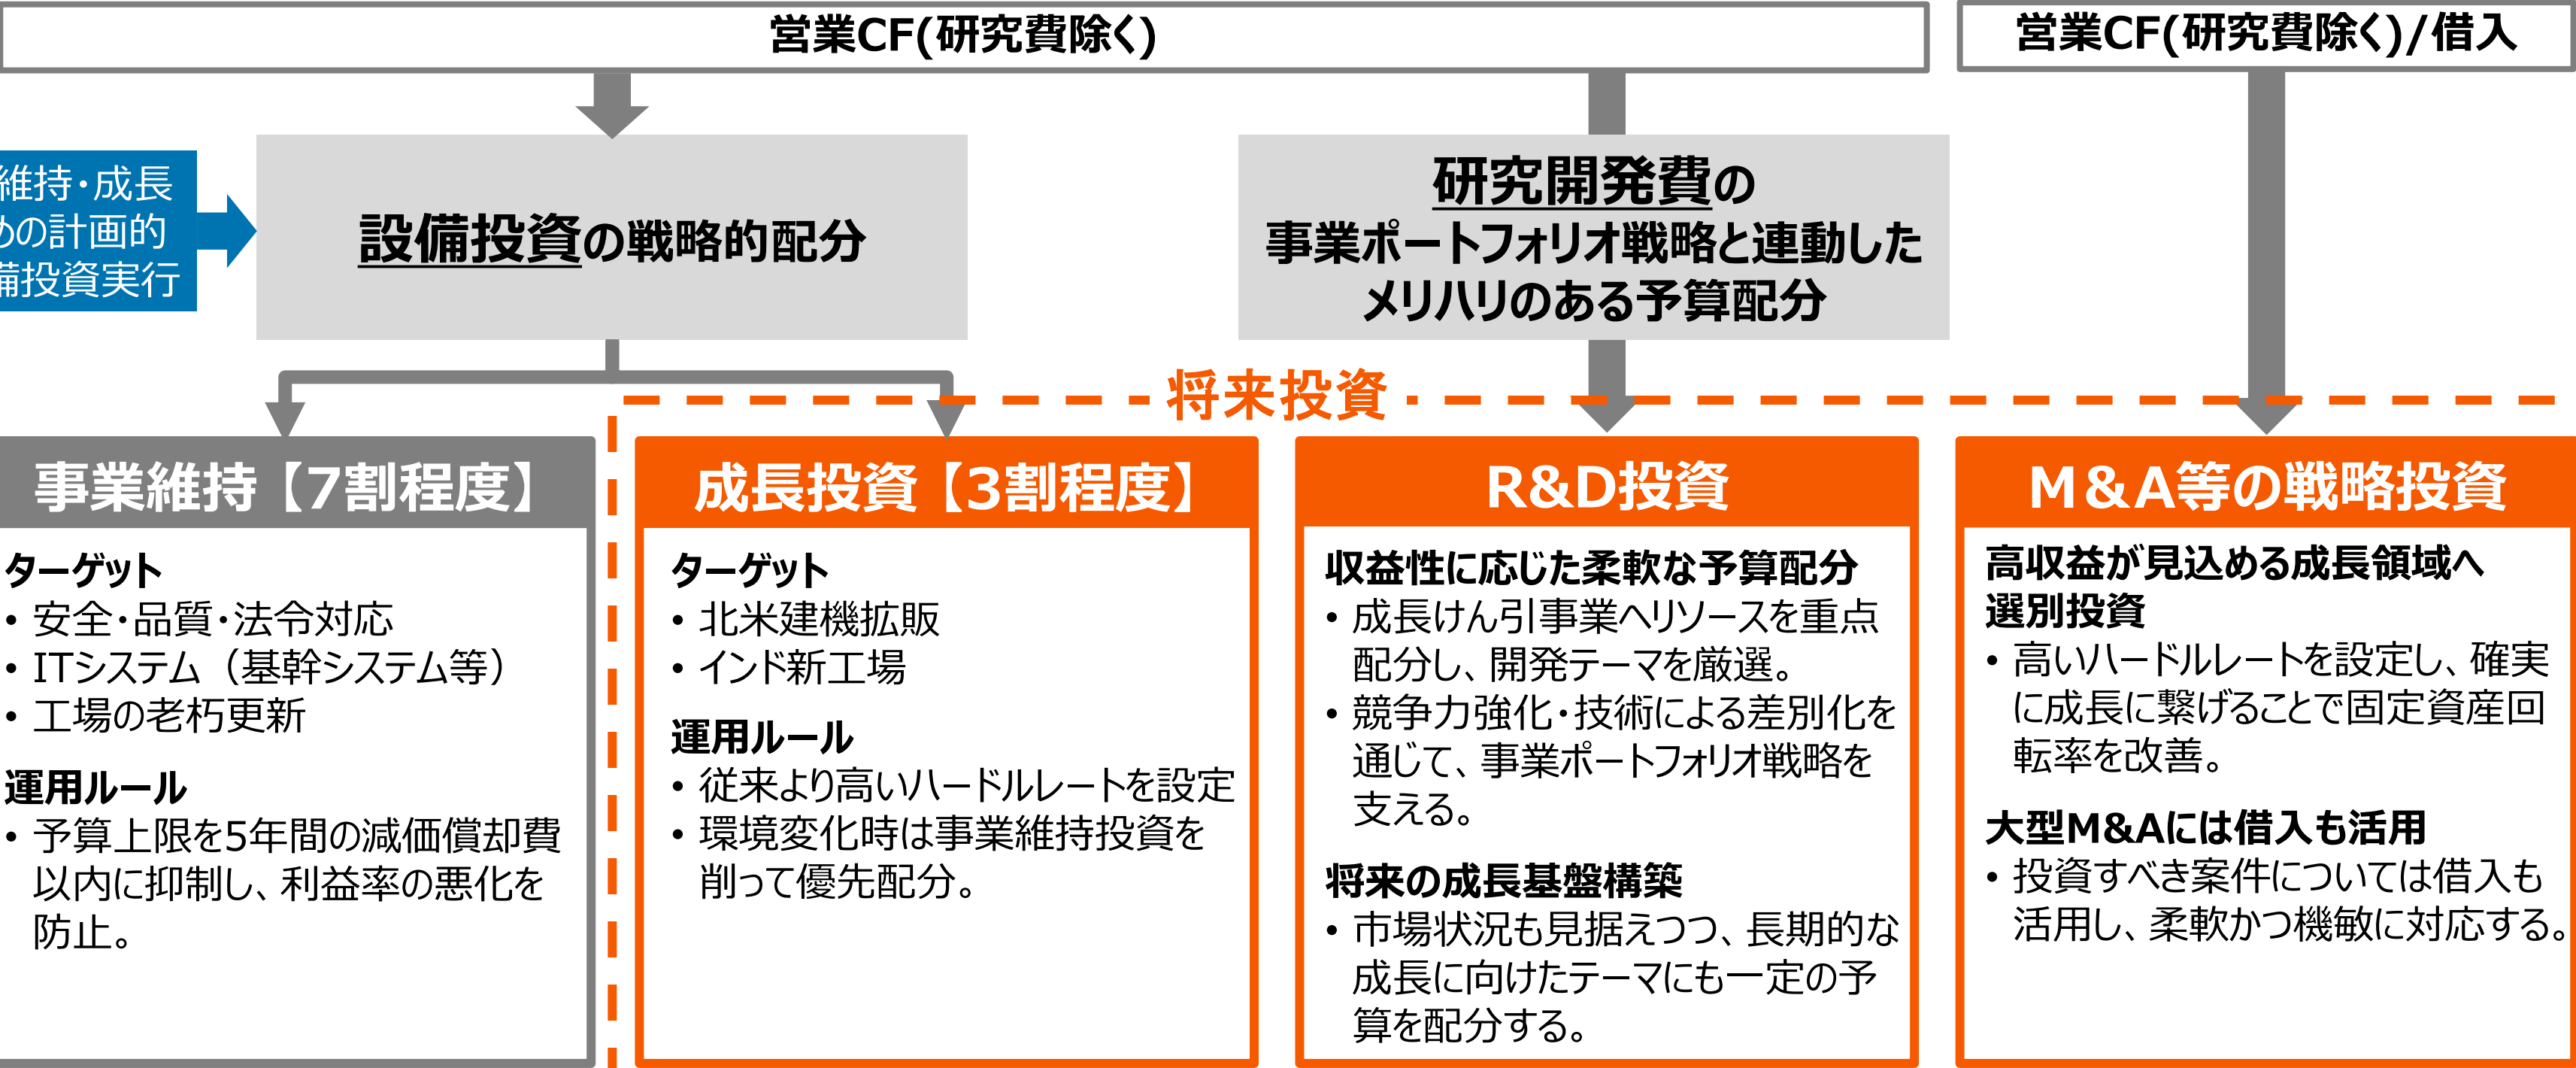 営業CF(研究費除く)
営業CF(研究費除く)/借入
維持・成長
めの計画的
備投資実行
設備投資の戦略的配分
研究開発費の
事業ポートフォリオ戦略と連動した
メリハリのある予算配分
将来投資
事業維持【7割程度】
ターゲット
• 安全・品質・法令対応
• ITシステム（基幹システム等）
• 工場の老朽更新
運用ルール
• 予算上限を5年間の減価償却費
以内に抑制し、利益率の悪化を
防止。
成長投資【3割程度】
ターゲット
• 北米建機拡販
• インド新工場
運用ルール
• 従来より高いハードルレートを設定
• 環境変化時は事業維持投資を
削って優先配分。
R&D投資
収益性に応じた柔軟な予算配分
• 成長けん引事業へリソースを重点
配分し、開発テーマを厳選。
• 競争力強化・技術による差別化を
通じて、事業ポートフォリオ戦略を
支える。
将来の成長基盤構築
• 市場状況も見据えつつ、長期的な
成長に向けたテーマにも一定の予
算を配分する。
M＆A等の戦略投資
高収益が見込める成長領域へ
選別投資
• 高いハードルレートを設定し、確実
に成長に繋げることで固定資産回
転率を改善。
大型M&Aには借入も活用
• 投資すべき案件については借入も
活用し、柔軟かつ機敏に対応する。